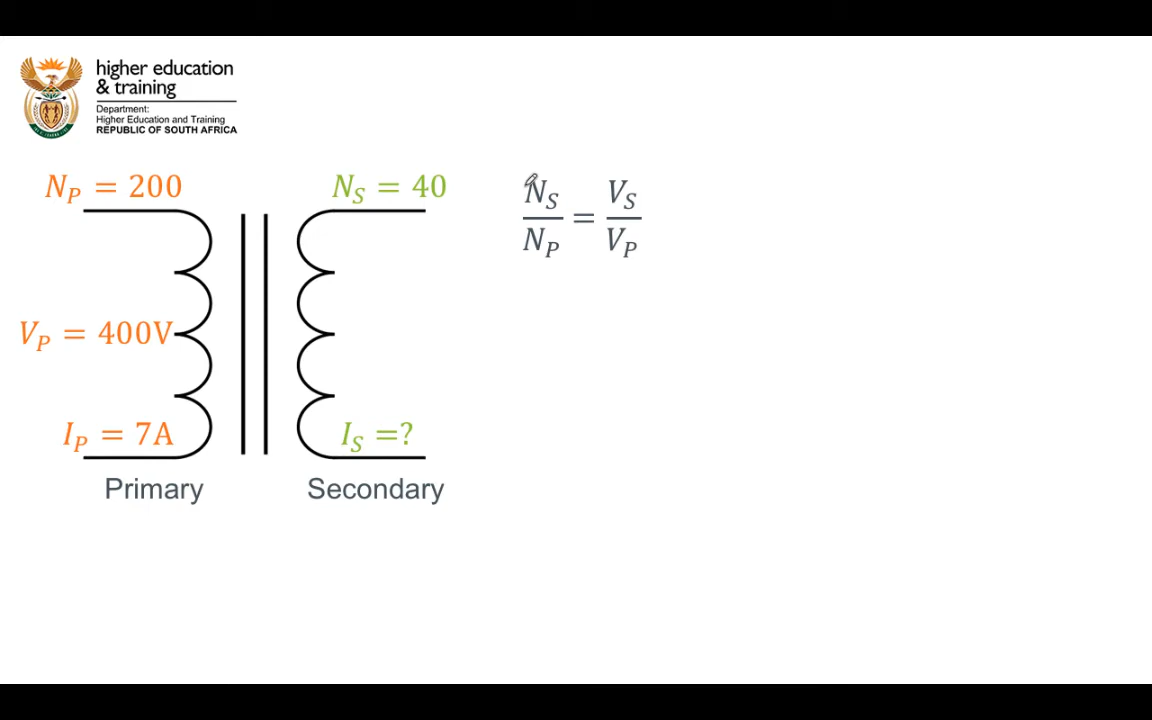 higher education
& training
Department:
Higher Education and Training
REPUBLIC OF SOUTH AFRICA
N_P = 200
N_S = 40
N_S/N_P = V_S/V_P
V_P = 400V
I_P = 7A
I_S =?
Primary
Secondary